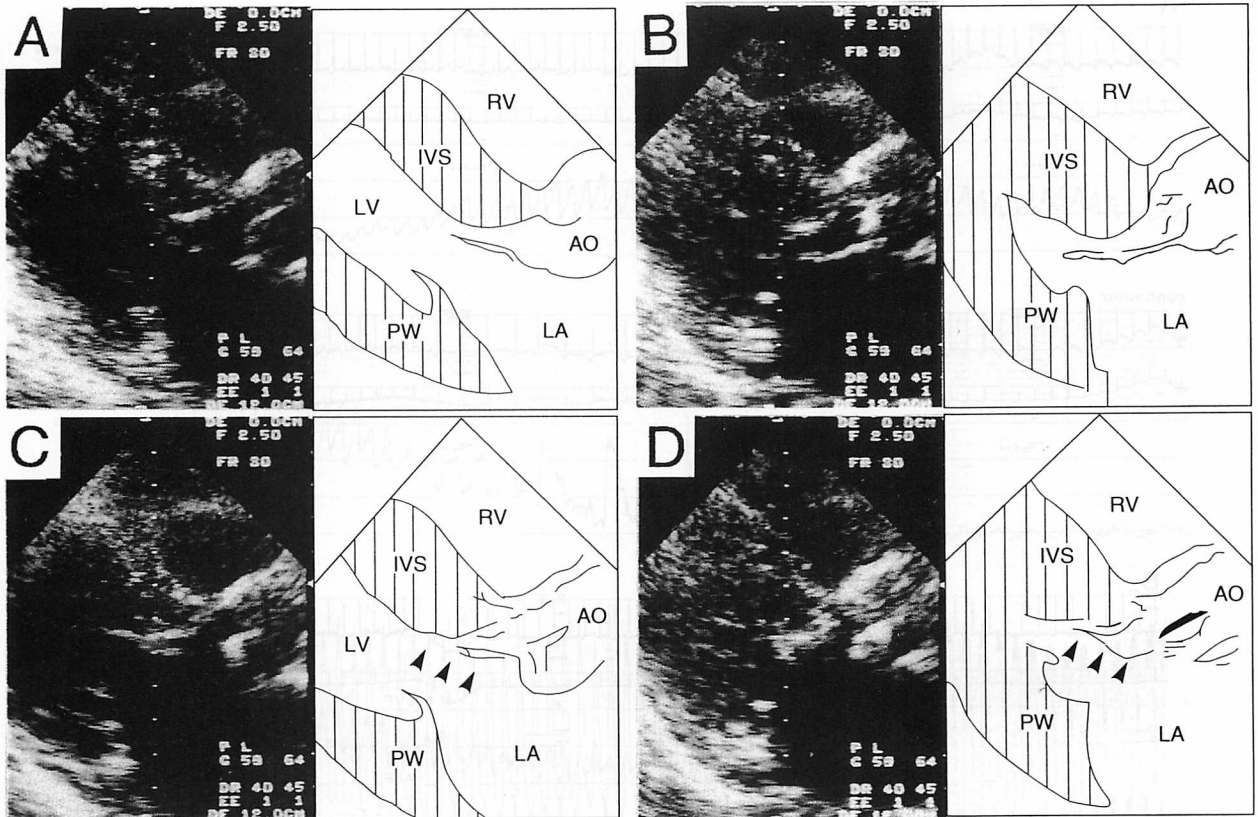 A
DE 0.0CM
F 2.50
FR 30
RV
IVS
LV
AO
PW
LA
P L
C 59 64
DR 40 45
EE 1 1
B
DE 0.0CM
F 2.50
FR 30
RV
IVS
AO
PW
LA
P L
C 59 64
DR 40 45
EE 1 1
C
DE 0.0CM
F 2.50
FR 30
RV
IVS
AO
LV
PW
LA
P L
C 59 64
DR 40 45
EE 1 1
D
DE 0.0CM
F 2.50
FR 30
RV
IVS
AO
PW
LA
P L
C 59 64
DR 40 45
EE 1 1